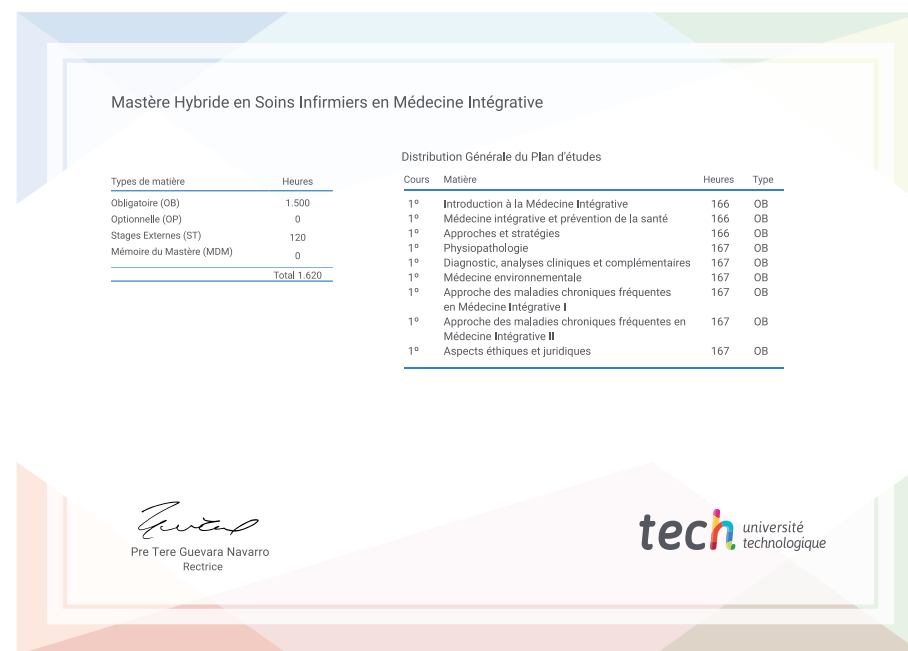 Mastère Hybride en Soins Infirmiers en Médecine Intégrative
Types de matière Heures
Obligatoire (OB) 1.500
Optionnelle (OP) 0
Stages Externes (ST) 120
Mémoire du Mastère (MDM) 0
Total 1.620
Distribution Générale du Plan d'études
Cours Matière Heures Type
1º Introduction à la Médecine Intégrative 166 OB
1º Médecine intégrative et prévention de la santé 166 OB
1º Approches et stratégies 166 OB
1º Physiopathologie 167 OB
1º Diagnostic, analyses cliniques et complémentaires 167 OB
1º Médecine environnementale 167 OB
1º Approche des maladies chroniques fréquentes 167 OB
en Médecine Intégrative I
1º Approche des maladies chroniques fréquentes en 167 OB
Médecine Intégrative II
1º Aspects éthiques et juridiques 167 OB
Pre Tere Guevara Navarro
Rectrice
tech université
technologique